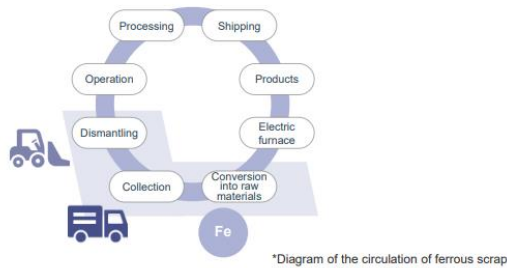 Processing
Shipping
Operation
Products
Dismantling
Electric
furnace
Collection
Conversion
into raw
materials
Fe
*Diagram of the circulation of ferrous scrap